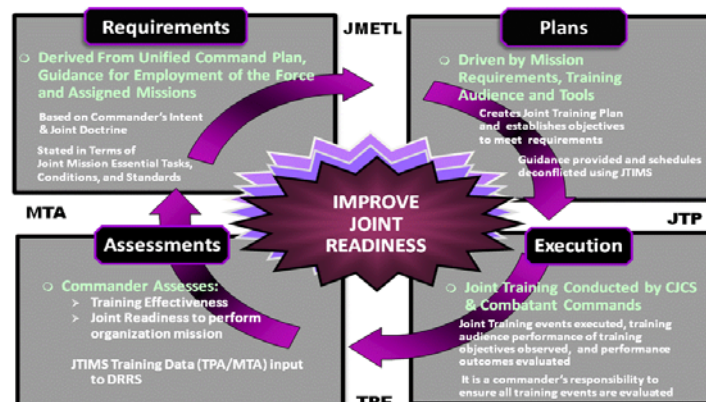 Requirements
Derived From Unified Command Plan,
Guidance for Employment of the Force
and Assigned Missions
Based on Commander's Intent
& Joint Doctrine
Stated in Terms of
Joint Mission Essential Tasks,
Conditions, and Standards
JMETL
Plans
Driven by Mission
Requirements, Training
Audience and Tools
Creates Joint Training Plan
and establishes objectives
to meet requirements
Guidance provided and schedules
deconflicted using JTIMS
IMPROVE
JOINT
READINESS
MTA
JTP
Assessments
Commander Assesses:
Training Effectiveness
Joint Readiness to perform
organization mission
JTIMS Training Data (TPA/MTA) input
to DRRS
Execution
Joint Training Conducted by CJCS
& Combatant Commands
Joint Training events executed, training
audience performance of training
objectives observed, and performance
outcomes evaluated
It is a commander's responsibility to
ensure all training events are evaluated